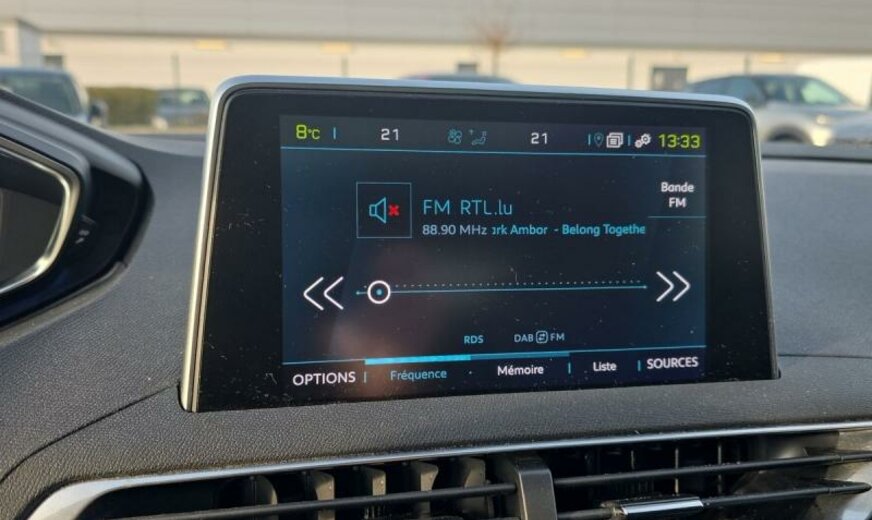 8°C 21 21 13:33
Bande
FM
FM RTL.lu
88.90 MHz ark Ambor - Belong Togethe
RDS DAB FM
OPTIONS Fréquence Mémoire Liste SOURCES